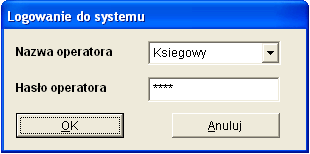 Logowanie do systemu
Nazwa operatora Ksiegowy
Hasło operatora ****
OK Anuluj